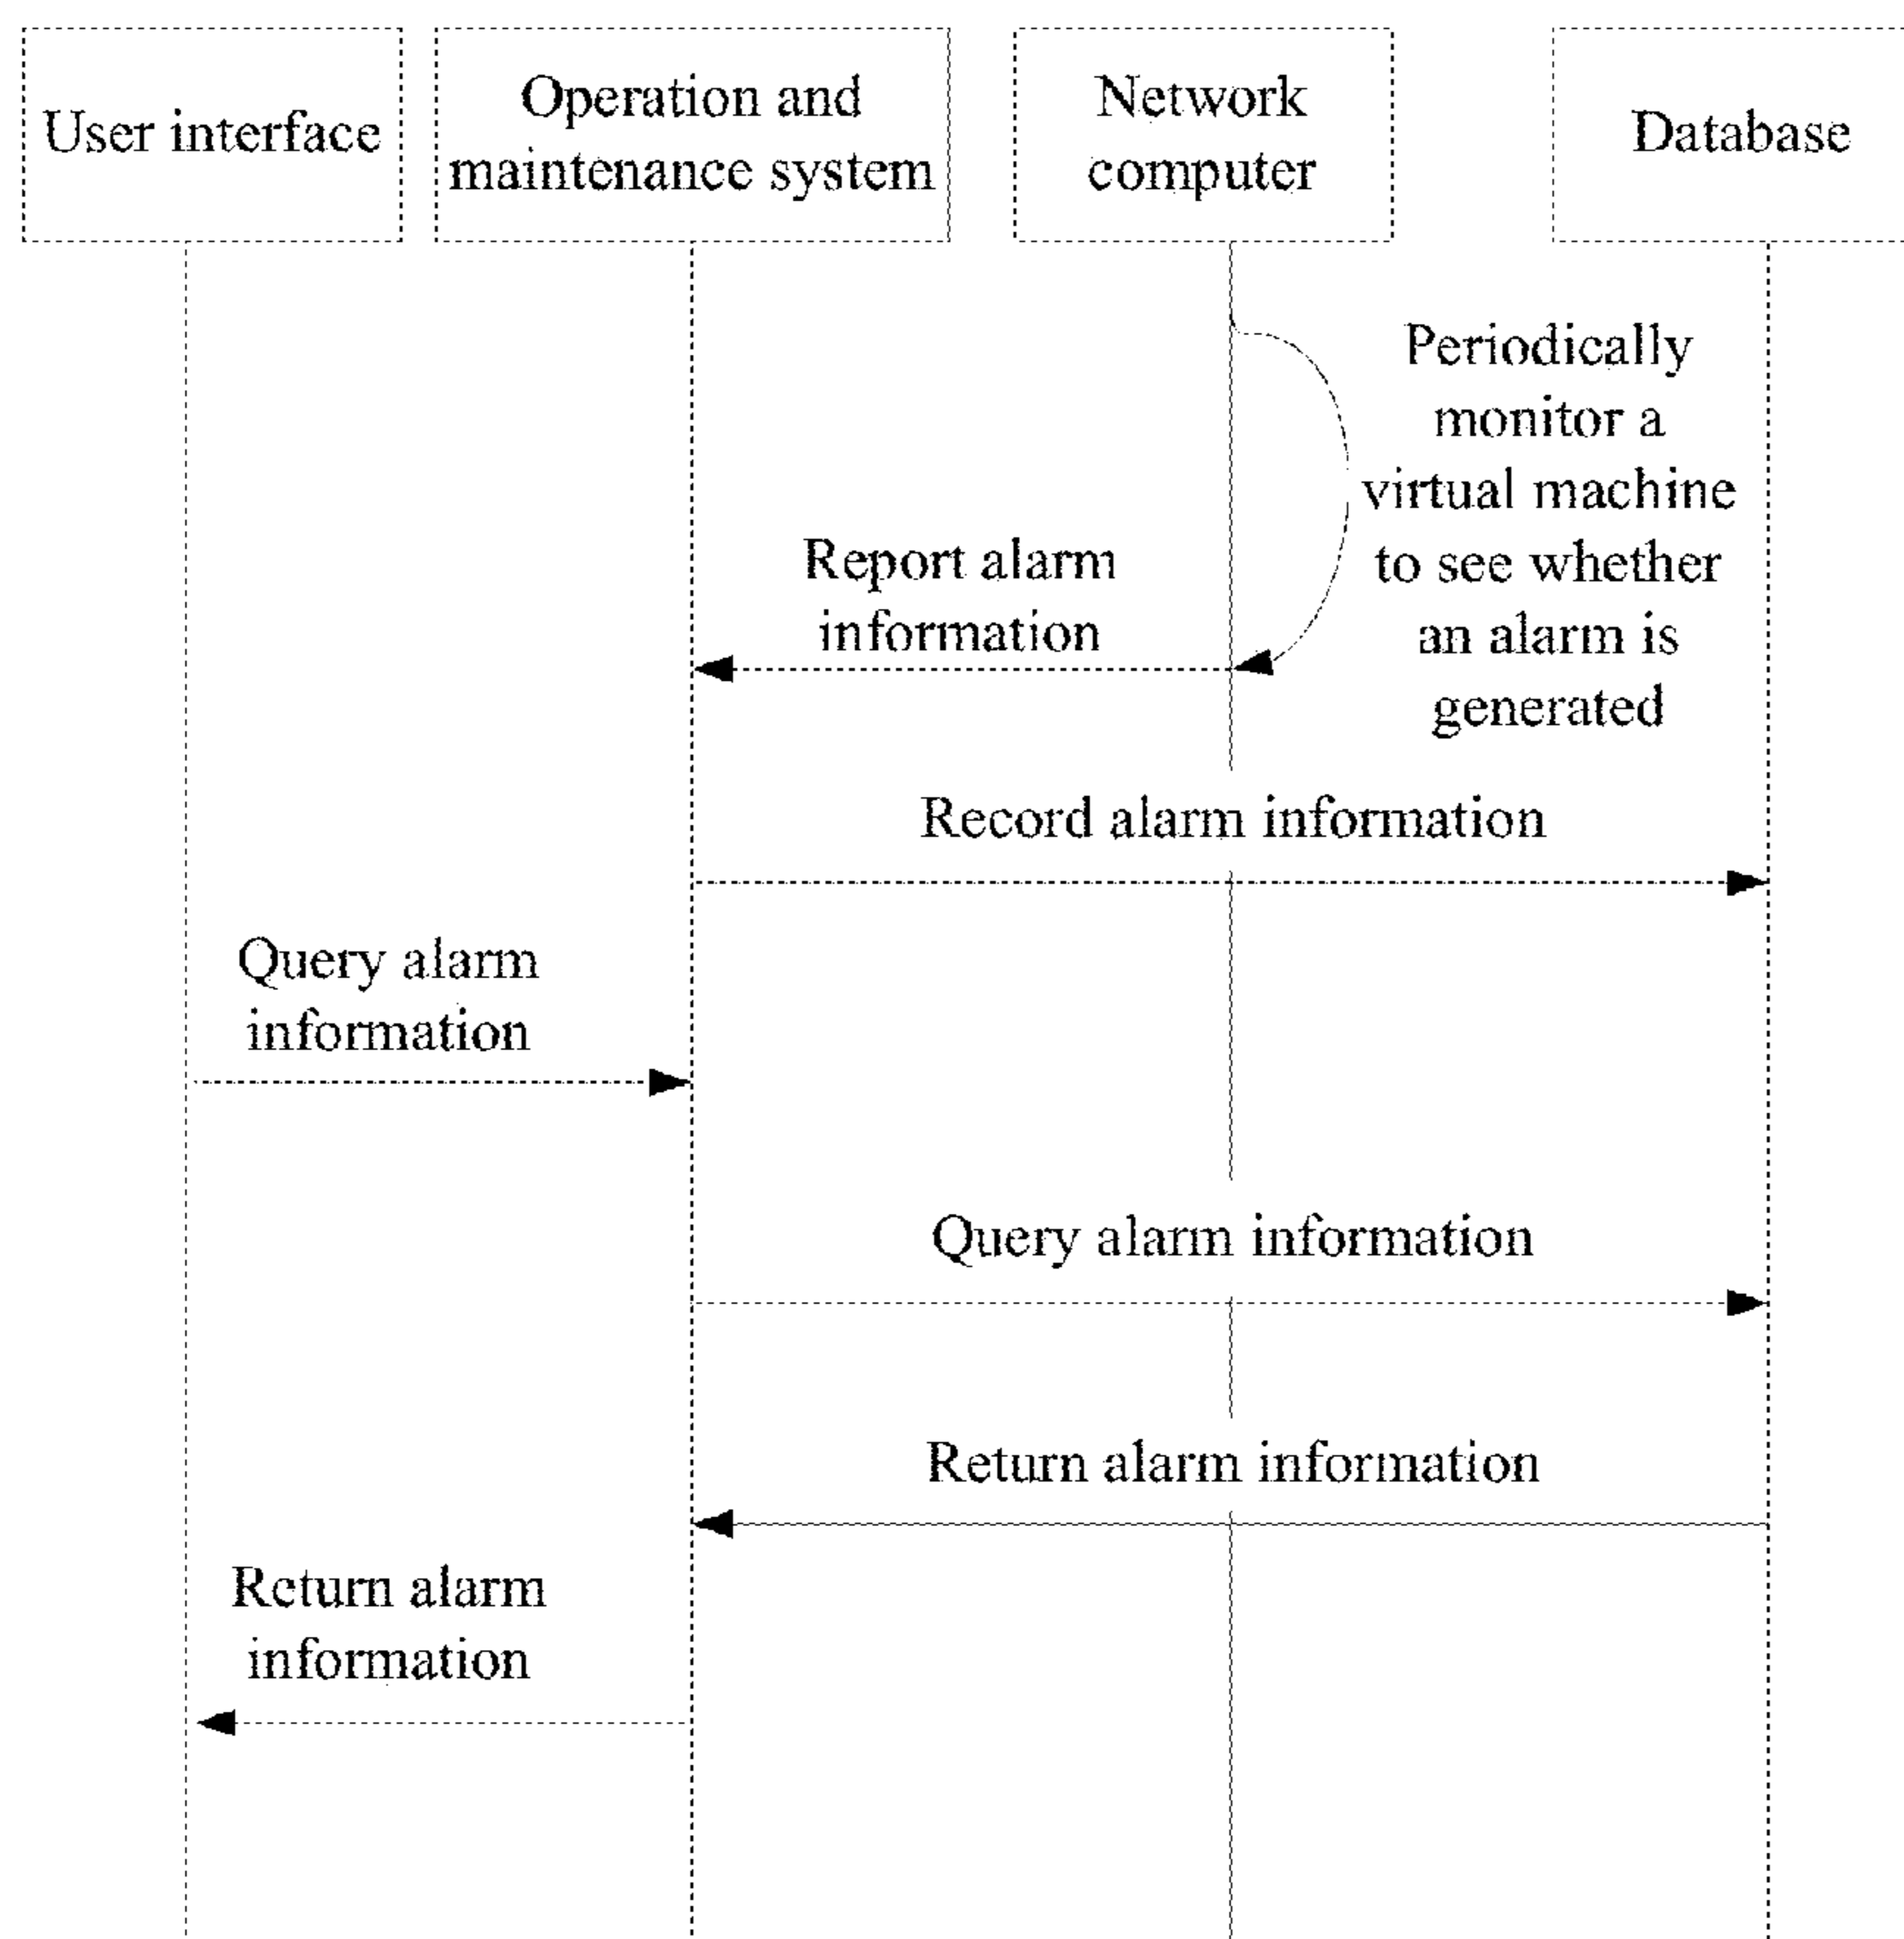 User interface
Operation and
maintenance system
Network
computer
Database
Periodically
monitor a
virtual machine
to see whether
an alarm is
generated
Report alarm
information
Record alarm information
Query alarm
information
Query alarm information
Return alarm information
Return alarm
information